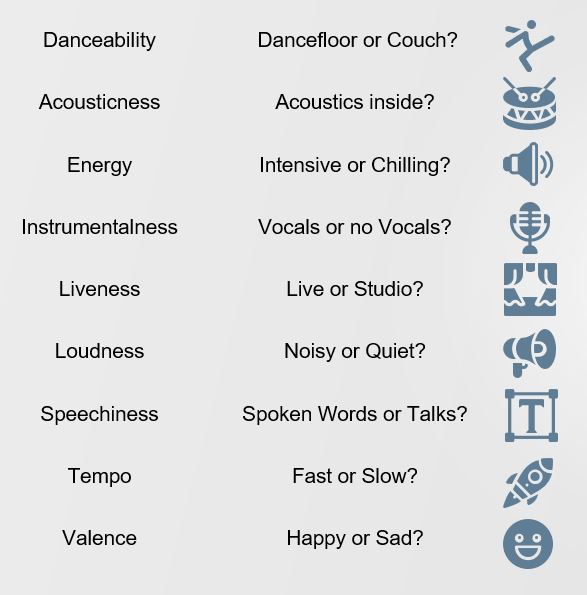 Danceability Dancefloor or Couch?
Acousticness Acoustics inside?
Energy Intensive or Chilling?
Instrumentalness Vocals or no Vocals?
Liveness Live or Studio?
Loudness Noisy or Quiet?
Speechiness Spoken Words or Talks?
T
Tempo Fast or Slow?
Valence Happy or Sad?